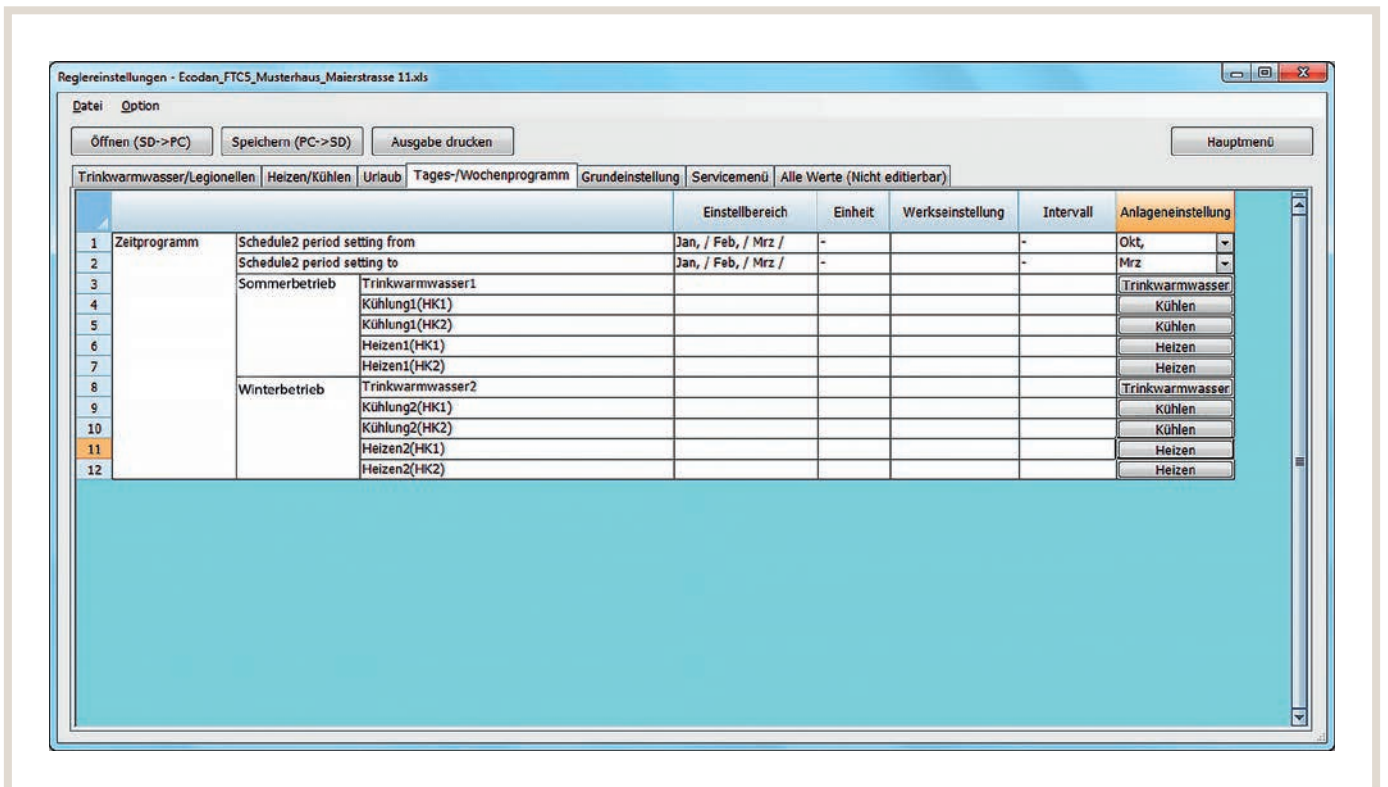 Reglereinstellungen - Ecodan_FTC5_Musterhaus_Maierstrasse 11.xls
Datei Option
Öffnen (SD->PC) Speichern (PC->SD) Ausgabe drucken Hauptmenü
Trinkwarmwasser/Legionellen Heizen/Kühlen Urlaub Tages-/Wochenprogramm Grundeinstellung Servicemenü Alle Werte (Nicht editierbar)
Einstellbereich Einheit Werkseinstellung Intervall Anlageneinstellung
1 Zeitprogramm Schedule2 period setting from Jan, / Feb, / Mrz / - - Okt,
2 Schedule2 period setting to Jan, / Feb, / Mrz / - - Mrz
3 Sommerbetrieb Trinkwarmwasser1 Trinkwarmwasser
4 Kühlung1(HK1) Kühlen
5 Kühlung1(HK2) Kühlen
6 Heizen1(HK1) Heizen
7 Heizen1(HK2) Heizen
8 Winterbetrieb Trinkwarmwasser2 Trinkwarmwasser
9 Kühlung2(HK1) Kühlen
10 Kühlung2(HK2) Kühlen
11 Heizen2(HK1) Heizen
12 Heizen2(HK2) Heizen